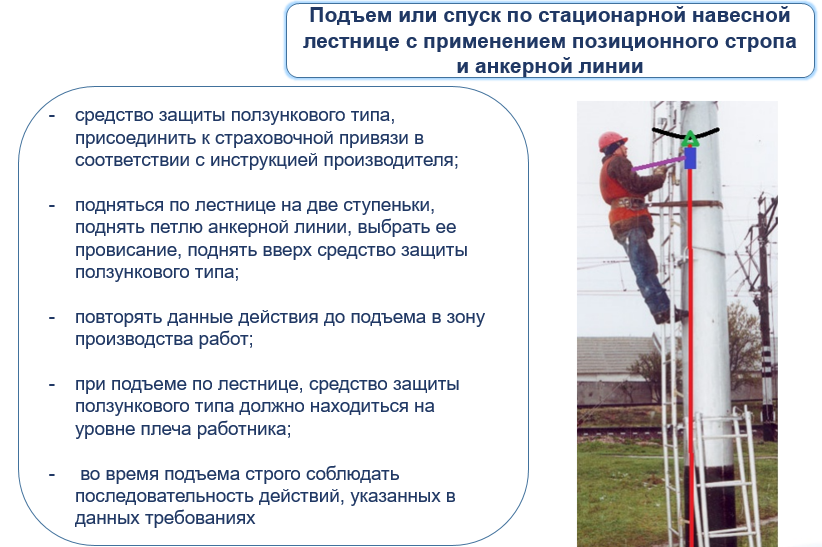 Подъем или спуск по стационарной навесной
лестнице с применением позиционного стропа
и анкерной линии
- средство защиты ползункового типа,
присоединить к страховочной привязи в
соответствии с инструкцией производителя;
- подняться по лестнице на две ступеньки,
поднять петлю анкерной линии, выбрать ее
провисание, поднять вверх средство защиты
ползункового типа;
- повторять данные действия до подъема в зону
производства работ;
- при подъеме по лестнице, средство защиты
ползункового типа должно находиться на
уровне плеча работника;
- во время подъема строго соблюдать
последовательность действий, указанных в
данных требованиях